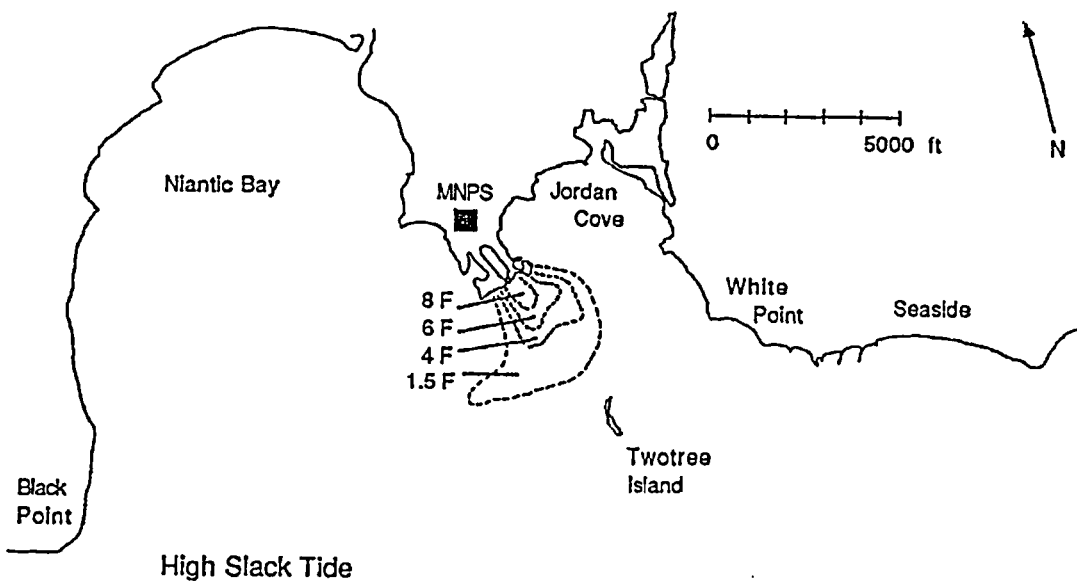 Niantic Bay
MNPS
Jordan
Cove
0
5000 ft
N
8 F
6 F
4 F
1.5 F
White
Point
Seaside
Twotree
Island
Black
Point
High Slack Tide